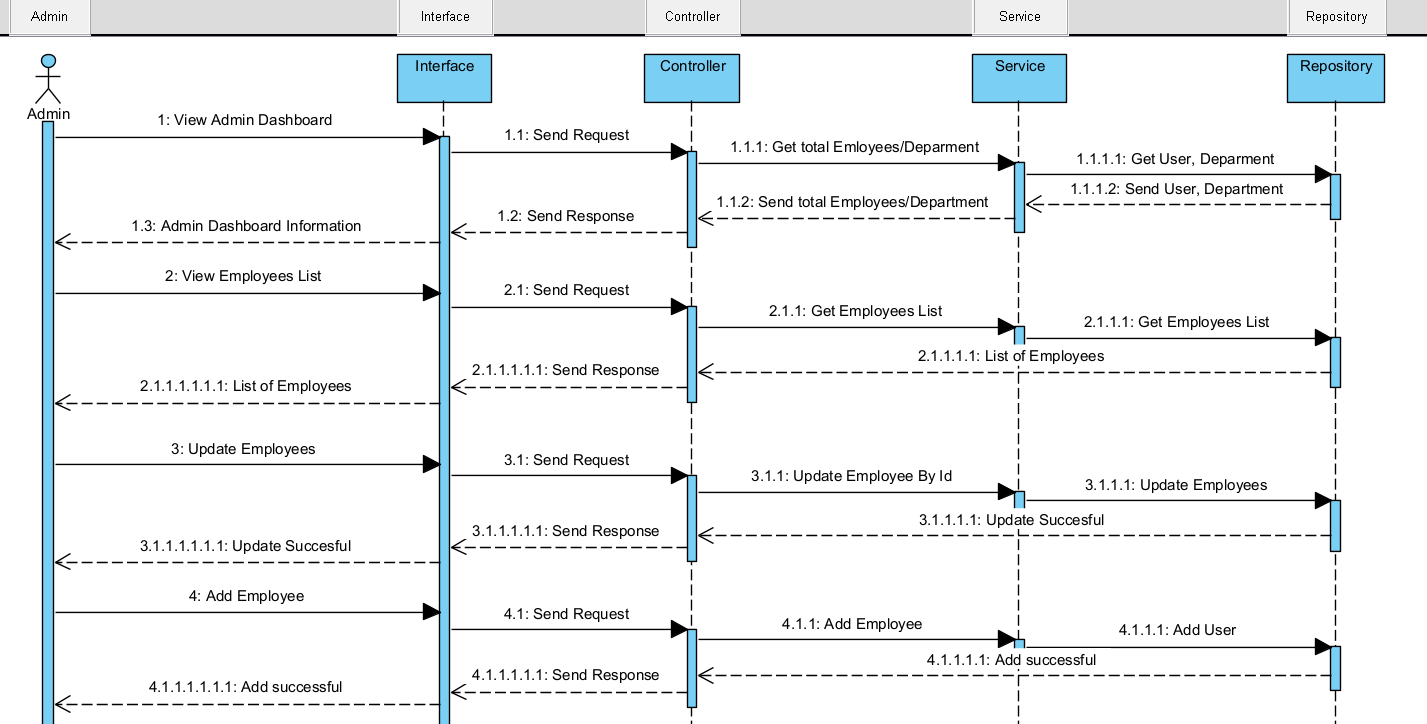 Admin
Interface
Controller
Service
Repository
Interface
Controller
Service
Repository
Admin
1: View Admin Dashboard
1.1: Send Request
1.1.1: Get total Emloyees/Deparment
1.1.1.1: Get User, Deparment
1.1.1.2: Send User, Department
1.1.2: Send total Employees/Department
1.2: Send Response
1.3: Admin Dashboard Information
2: View Employees List
2.1: Send Request
2.1.1: Get Employees List
2.1.1.1: Get Employees List
2.1.1.1.1: List of Employees
2.1.1.1.1.1: Send Response
2.1.1.1.1.1.1: List of Employees
3: Update Employees
3.1: Send Request
3.1.1: Update Employee By Id
3.1.1.1: Update Employees
3.1.1.1.1: Update Succesful
3.1.1.1.1.1: Send Response
3.1.1.1.1.1.1: Update Succesful
4: Add Employee
4.1: Send Request
4.1.1: Add Employee
4.1.1.1: Add User
4.1.1.1.1: Add successful
4.1.1.1.1.1: Send Response
4.1.1.1.1.1.1: Add successful